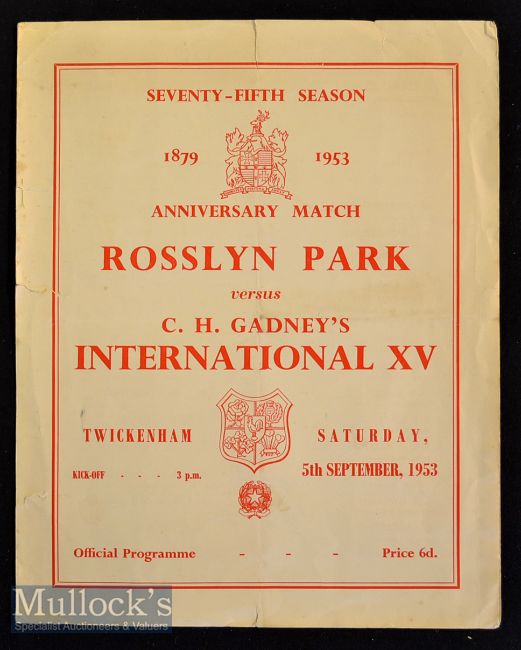 SEVENTY-FIFTH SEASON
1879 1953
ANNIVERSARY MATCH
ROSSLYN PARK
versus
C. H. GADNEY'S
INTERNATIONAL XV
TWICKENHAM SATURDAY,
KICK-OFF - - - 3 p.m. 5th SEPTEMBER, 1953
Official Programme - - - Price 6d.
Mullock's
Specialist Auctioneers & Valuers